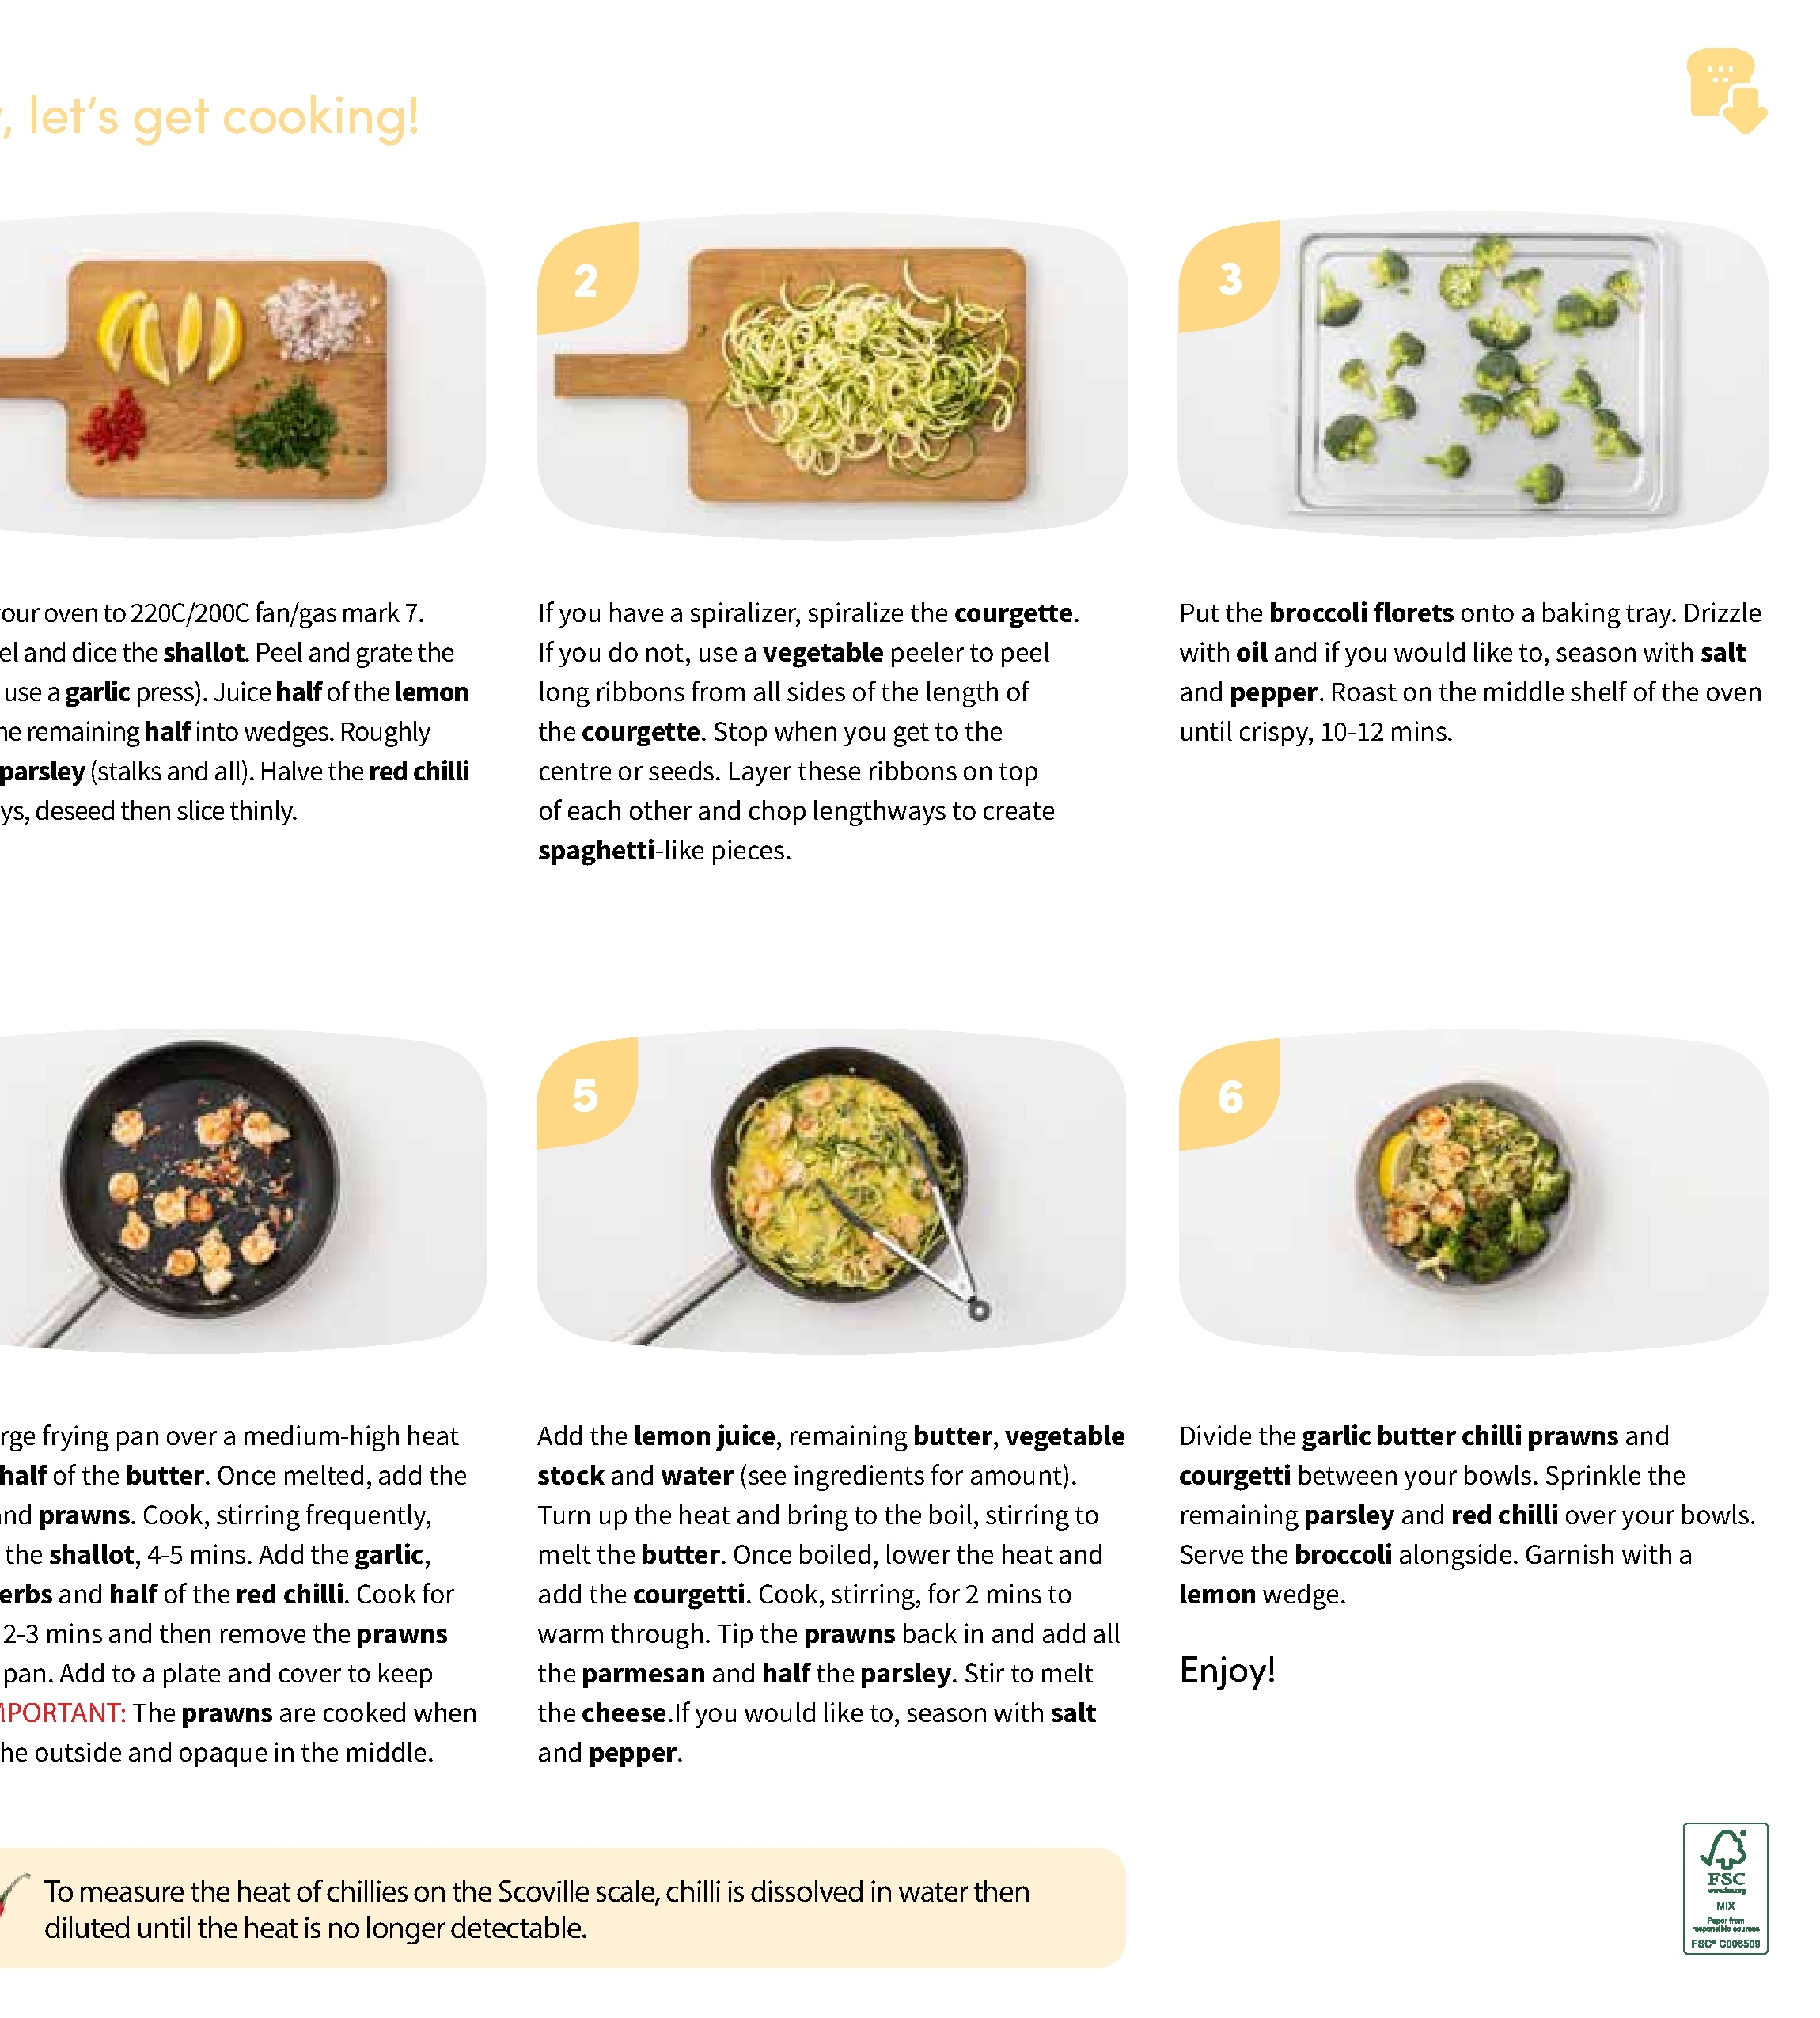 , let's get cooking!
2
3
our oven to 220C/200C fan/gas mark 7.
el and dice the shallot. Peel and grate the
use a garlic press). Juice half of the lemon
he remaining half into wedges. Roughly
parsley (stalks and all). Halve the red chilli
ys, deseed then slice thinly.
If you have a spiralizer, spiralize the courgette.
If you do not, use a vegetable peeler to peel
long ribbons from all sides of the length of
the courgette. Stop when you get to the
centre or seeds. Layer these ribbons on top
of each other and chop lengthways to create
spaghetti-like pieces.
Put the broccoli florets onto a baking tray. Drizzle
with oil and if you would like to, season with salt
and pepper. Roast on the middle shelf of the oven
until crispy, 10-12 mins.
5
6
rge frying pan over a medium-high heat
half of the butter. Once melted, add the
nd prawns. Cook, stirring frequently,
the shallot, 4-5 mins. Add the garlic,
erbs and half of the red chilli. Cook for
2-3 mins and then remove the prawns
pan. Add to a plate and cover to keep
MPORTANT: The prawns are cooked when
he outside and opaque in the middle.
Add the lemon juice, remaining butter, vegetable
stock and water (see ingredients for amount).
Turn up the heat and bring to the boil, stirring to
melt the butter. Once boiled, lower the heat and
add the courgetti. Cook, stirring, for 2 mins to
warm through. Tip the prawns back in and add all
the parmesan and half the parsley. Stir to melt
the cheese.If you would like to, season with salt
and pepper.
Divide the garlic butter chilli prawns and
courgetti between your bowls. Sprinkle the
remaining parsley and red chilli over your bowls.
Serve the broccoli alongside. Garnish with a
lemon wedge.
Enjoy!
To measure the heat of chillies on the Scoville scale, chilli is dissolved in water then
diluted until the heat is no longer detectable.
FSC
www.fsc.org
MIX
Paper from
responsible sources
FSC® C006509